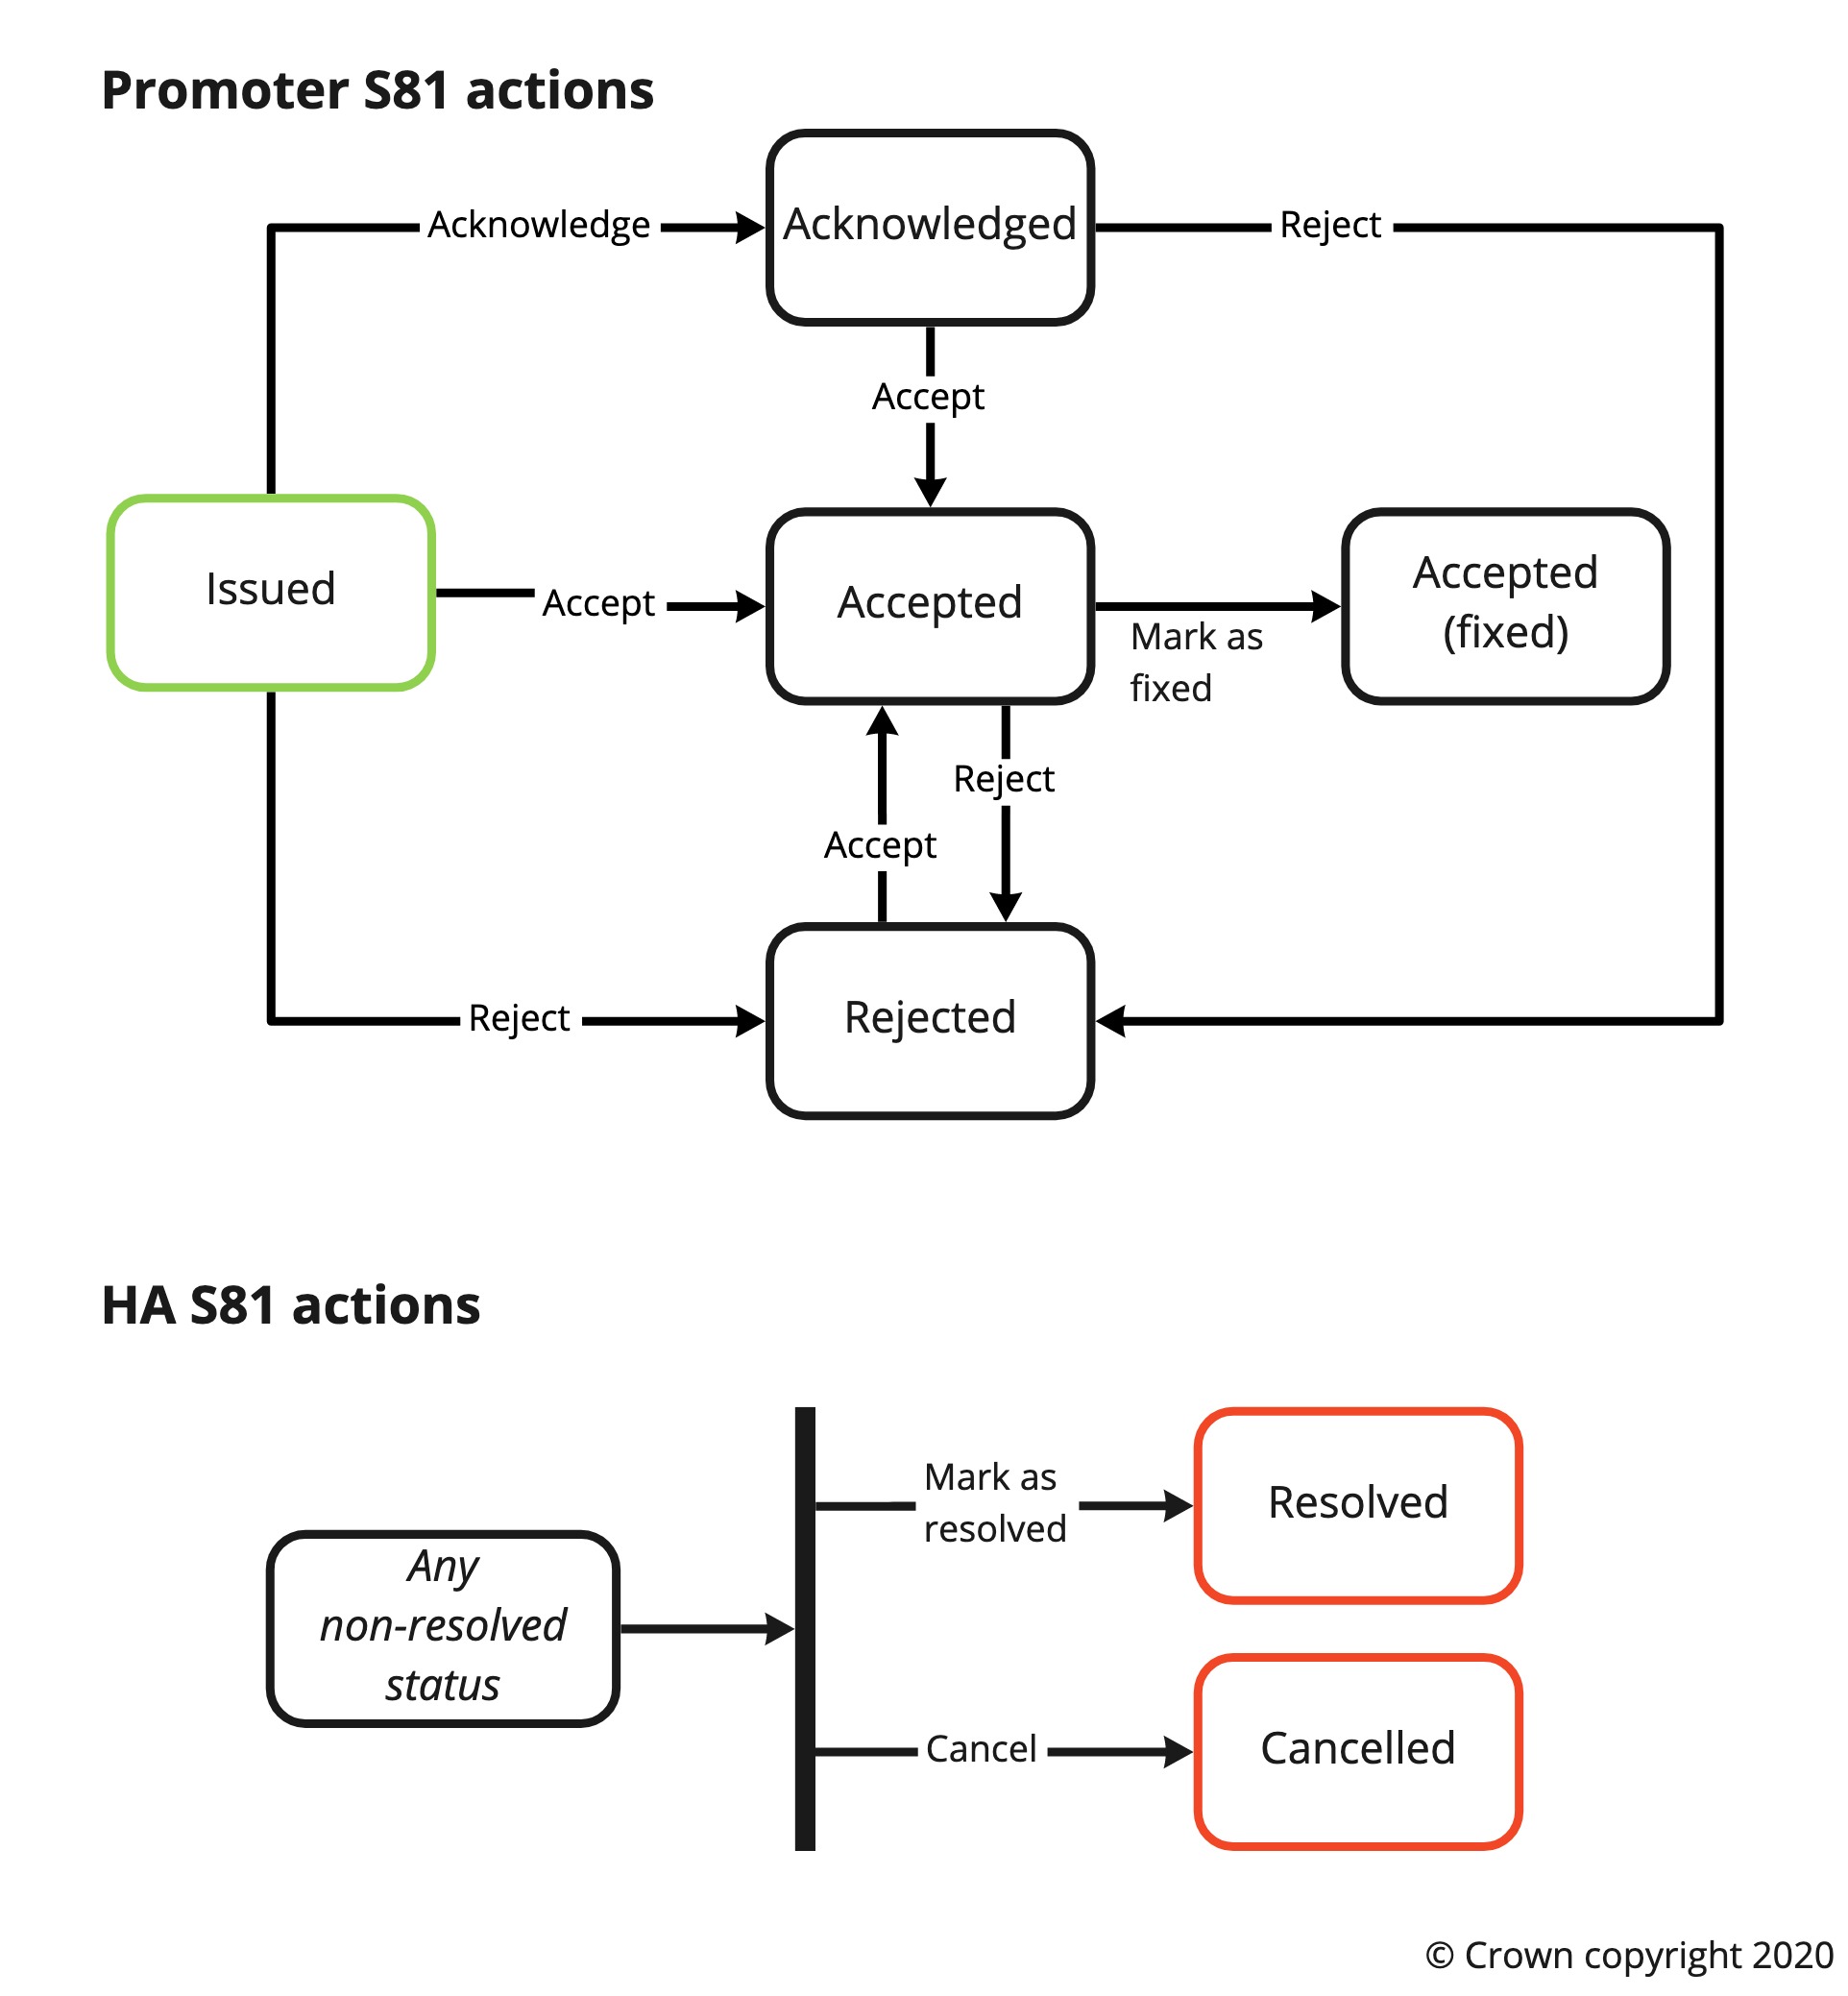 Promoter S81 actions
Acknowledge
Acknowledged
Reject
Accept
Issued
Accept
Accepted
Mark as
fixed
Accepted
(fixed)
Reject
Accept
Reject
Rejected
HA S81 actions
Any
non-resolved
status
Mark as
resolved
Resolved
Cancel
Cancelled
© Crown copyright 2020